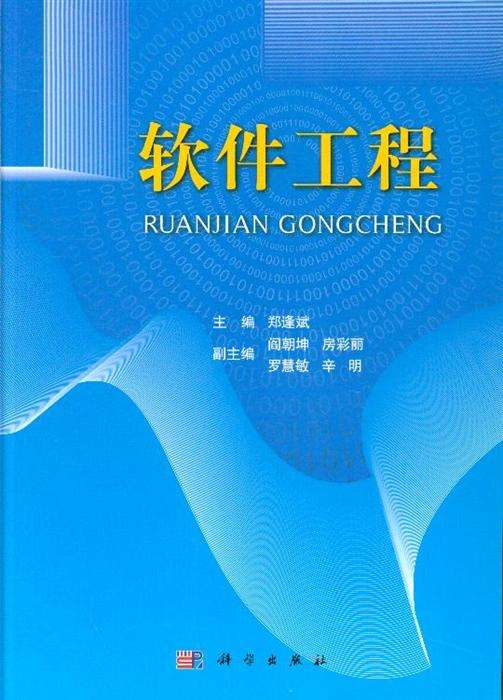 软件工程
RUANJIAN GONGCHENG
主 编 郑逢斌
副主编 阎朝坤 房彩丽
罗慧敏 辛 明
科学出版社